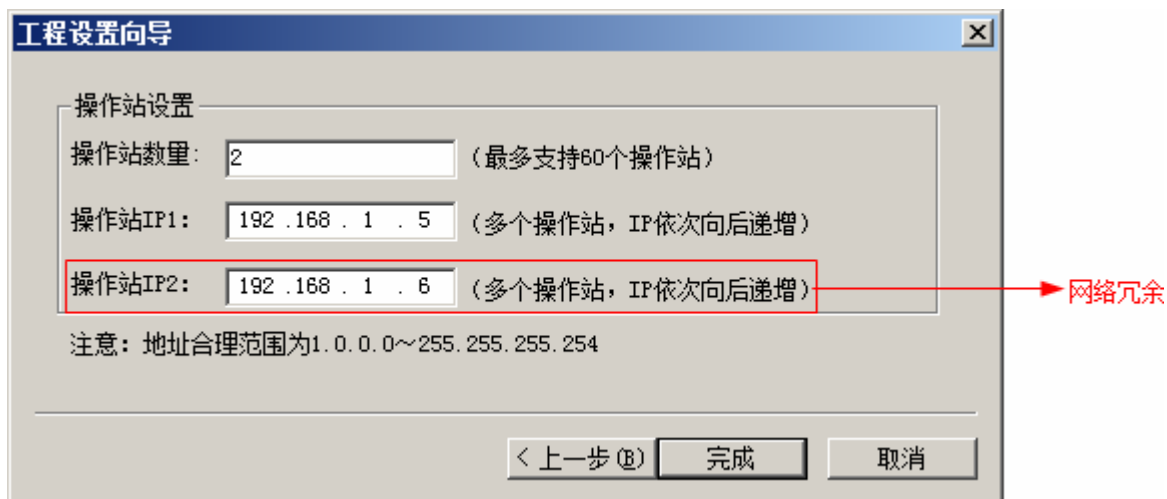 工程设置向导
操作站设置
操作站数量: 2 (最多支持60个操作站)
操作站IP1: 192 .168 . 1 . 5 (多个操作站，IP依次向后递增)
操作站IP2: 192 .168 . 1 . 6 (多个操作站，IP依次向后递增)
网络冗余
注意: 地址合理范围为1.0.0.0～255.255.255.254
< 上一步(B) 完成 取消